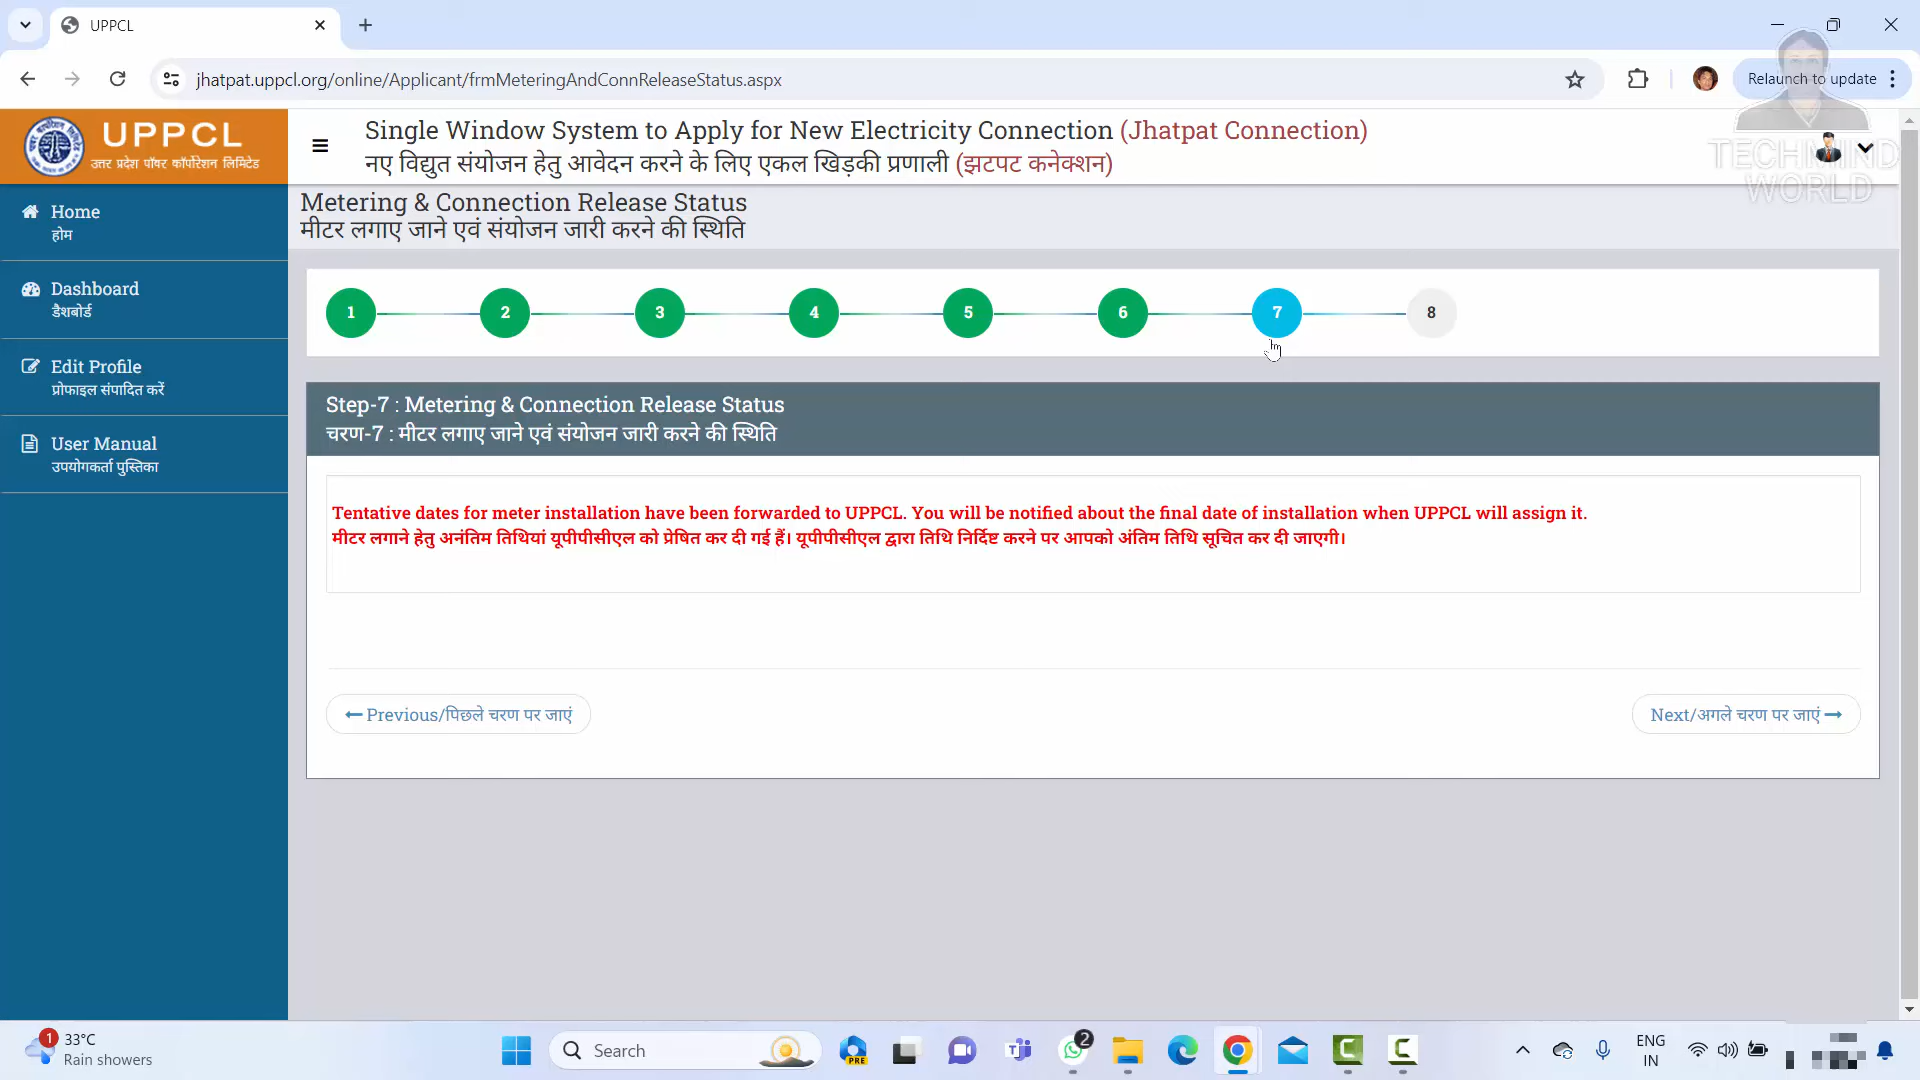 UPPCL
jhatpat.uppcl.org/online/Applicant/frmMeteringAndConnReleaseStatus.aspx
Relaunch to update
UPPCL
उत्तर प्रदेश पॉवर कॉर्पोरेशन लिमिटेड
Single Window System to Apply for New Electricity Connection (Jhatpat Connection)
नए विद्युत संयोजन हेतु आवेदन करने के लिए एकल खिड़की प्रणाली (झटपट कनेक्शन)
TECHMIND
WORLD
Metering & Connection Release Status
मीटर लगाए जाने एवं संयोजन जारी करने की स्थिति
Home
होम
Dashboard
डैशबोर्ड
Edit Profile
प्रोफाइल संपादित करें
User Manual
उपयोगकर्ता पुस्तिका
1 2 3 4 5 6 7 8
Step-7 : Metering & Connection Release Status
चरण-7 : मीटर लगाए जाने एवं संयोजन जारी करने की स्थिति
Tentative dates for meter installation have been forwarded to UPPCL. You will be notified about the final date of installation when UPPCL will assign it.
मीटर लगाने हेतु अनंतिम तिथियां यूपीपीसीएल को प्रेषित कर दी गई हैं। यूपीपीसीएल द्वारा तिथि निर्दिष्ट करने पर आपको अंतिम तिथि सूचित कर दी जाएगी।
Previous/पिछले चरण पर जाएं
Next/अगले चरण पर जाएं
1
33°C
Rain showers
Search
PRE
2
ENG
IN